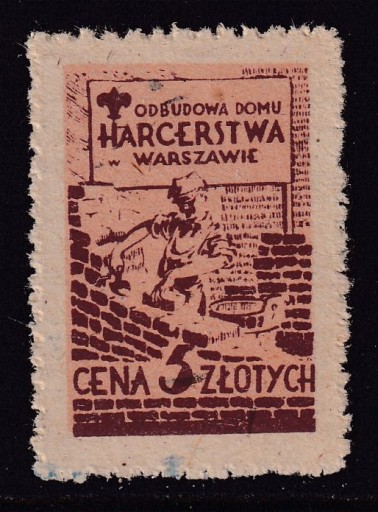 ODBUDOWA DOMU
HARCERSTWA
w WARSZAWIE
CENA 5 ZŁOTYCH